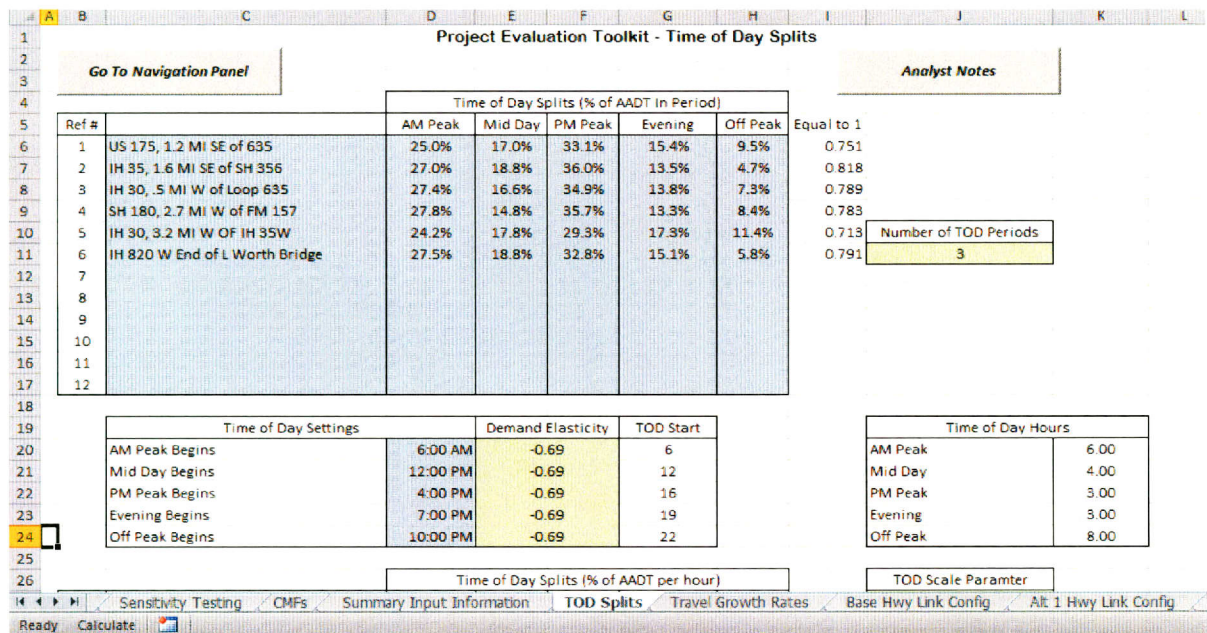 A B C D E F G H I J K L
1 Project Evaluation Toolkit - Time of Day Splits
2
Go To Navigation Panel Analyst Notes
3
4 Time of Day Splits (% of AADT In Period)
5 Ref # AM Peak Mid Day PM Peak Evening Off Peak Equal to 1
6 1 US 175, 1.2 MI SE of 635 25.0% 17.0% 33.1% 15.4% 9.5% 0.751
7 2 IH 35, 1.6 MI SE of SH 356 27.0% 18.8% 36.0% 13.5% 4.7% 0.818
8 3 IH 30, .5 MI W of Loop 635 27.4% 16.6% 34.9% 13.8% 7.3% 0.789
9 4 SH 180, 2.7 MI W of FM 157 27.8% 14.8% 35.7% 13.3% 8.4% 0.783
10 5 IH 30, 3.2 MI W OF IH 35W 24.2% 17.8% 29.3% 17.3% 11.4% 0.713 Number of TOD Periods
11 6 IH 820 W End of L Worth Bridge 27.5% 18.8% 32.8% 15.1% 5.8% 0.791 3
12 7
13 8
14 9
15 10
16 11
17 12
18
19 Time of Day Settings Demand Elasticity TOD Start Time of Day Hours
20 AM Peak Begins 6:00 AM -0.69 6 AM Peak 6.00
21 Mid Day Begins 12:00 PM -0.69 12 Mid Day 4.00
22 PM Peak Begins 4:00 PM -0.69 16 PM Peak 3.00
23 Evening Begins 7:00 PM -0.69 19 Evening 3.00
24 Off Peak Begins 10:00 PM -0.69 22 Off Peak 8.00
25
26 Time of Day Splits (% of AADT per hour) TOD Scale Paramter
Sensitivity Testing CMFs Summary Input Information TOD Splits Travel Growth Rates Base Hwy Link Config Alt 1 Hwy Link Config
Ready Calculate